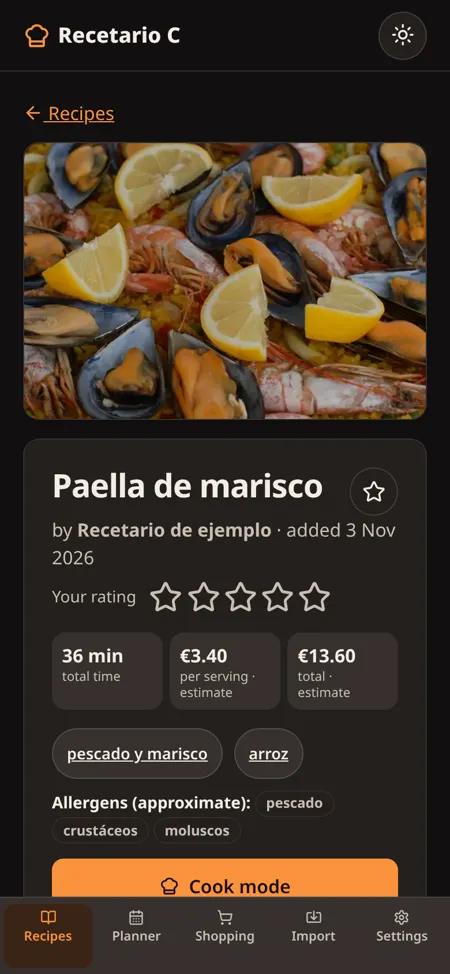 Recetario C
← Recipes
Paella de marisco
by Recetario de ejemplo · added 3 Nov
2026
Your rating
36 min
total time
€3.40
per serving ·
estimate
€13.60
total ·
estimate
pescado y marisco
arroz
Allergens (approximate): pescado
crustáceos moluscos
Cook mode
Recipes
Planner
Shopping
Import
Settings